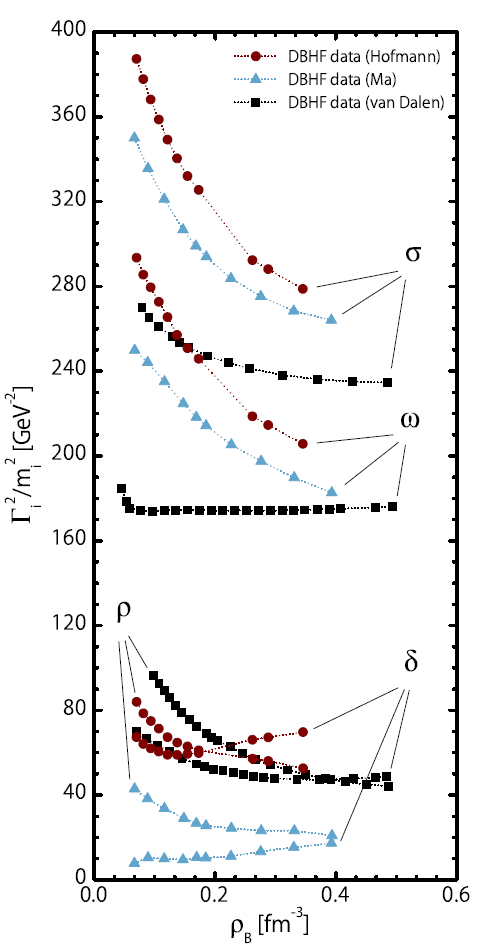 400
360
320
280
240
200
160
120
80
40
0
0.0 0.2 0.4 0.6
Γᵢ²/mᵢ² [GeV⁻²]
ρ_B [fm⁻³]
DBHF data (Hofmann)
DBHF data (Ma)
DBHF data (van Dalen)
σ
ω
ρ
δ